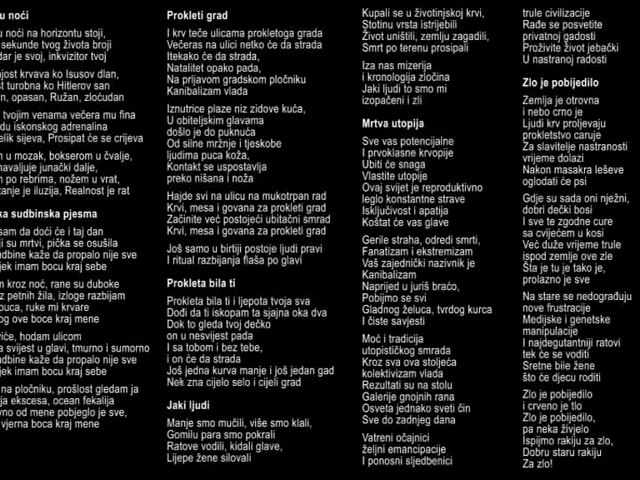 u noći
u noći na horizontu stoji,
sekunde tvog života broji
dar je svoj, inkvizitor tvoj
jost krvava ko Isusov dlan,
st turobna ko Hitlerov san
n, opasan, Ružan, zloćudan
tvojim venama večera mu fina
du iskonskog adrenalina
elik sijeva, Prosipat će se crijeva
u mozak, bokserom u čvalje,
navaljuje junački dalje,
po rebrima, nožem u vrat,
tanje je iluzija, Realnost je rat
ka sudbinska pjesma
sam da doći će i taj dan
ji su mrtvi, pička se osušila
dbine kaže da propalo nije sve
jek imam bocu kraj sebe
m kroz noć, rane su duboke
z petnih žila, izloge razbijam
puca, ruke mi krvare
og ove boce kraj mene
iće, hodam ulicom
a svijest u glavi, tmurno i sumorno
dbine kaže da propalo nije sve
jek imam bocu kraj sebe
na pločniku, prošlost gledam ja
ja ekscesa, ocean fekalija
vno od mene pobjeglo je sve,
vjerna boca kraj mene
Prokleti grad
I krv teče ulicama prokletoga grada
Večeras na ulici netko će da strada
Itekako će da strada,
Natalitet opako pada,
Na prljavom gradskom pločniku
Kanibalizam vlada
Iznutrice plaze niz zidove kuća,
U obiteljskim glavama
došlo je do puknuća
Od silne mržnje i tjeskobe
ljudima puca koža,
Kontakt se uspostavlja
preko nišana i noža
Hajde svi na ulicu na mukotrpan rad
Krvi, mesa i govana za prokleti grad
Začinite već postojeći ubitačni smrad
Krvi, mesa i govana za prokleti grad
Još samo u birtiji postoje ljudi pravi
I ritual razbijanja flaša po glavi
Prokleta bila ti
Prokleta bila ti i ljepota tvoja sva
Dođi da ti iskopam ta sjajna oka dva
Dok to gleda tvoj dečko
on u nesvijest pada
I sa tobom i bez tebe,
i on će da strada
Još jedna kurva manje i još jedan gad
Nek zna cijelo selo i cijeli grad
Jaki ljudi
Manje smo mučili, više smo klali,
Gomilu para smo pokrali
Ratove vodili, kidali glave,
Lijepe žene silovali
Kupali se u životinjskoj krvi,
Stotinu vrsta istrijebili
Život uništili, zemlju zagadili,
Smrt po terenu prosipali
Iza nas mizerija
i kronologija zločina
Jaki ljudi to smo mi
izopačeni i zli
Mrtva utopija
Sve vas potencijalne
I prvoklasne krvopije
Ubiti će snaga
Vlastite utopije
Ovaj svijet je reproduktivno
leglo konstantne strave
Isključivost i apatija
Koštat će vas glave
Gerile straha, odredi smrti,
Fanatizam i ekstremizam
Vaš zajednički nazivnik je
Kanibalizam
Naprijed u juriš braćo,
Pobijmo se svi
Gladnog želuca, tvrdog kurca
I čiste savjesti
Moć i tradicija
utopističkog smrada
Kroz sva ova stoljeća
kolektivizam vlada
Rezultati su na stolu
Galerije gnojnih rana
Osveta jednako sveti čin
Sve do zadnjeg dana
Vatreni očajnici
željni emancipacije
I ponosni sljedbenici
trule civilizacije
Rađe se posvetite
privatnoj gadosti
Proživite život jebački
U nastranoj radosti
Zlo je pobijedilo
Zemlja je otrovna
i nebo crno je
Ljudi krv proljevaju
prokletstvo caruje
Za slavitelje nastranosti
vrijeme dolazi
Nakon masakra leševe
oglodati će psi
Gdje su sada oni nježni,
dobri dečki bosi
I sve te zgodne cure
sa cvijećem u kosi
Već duže vrijeme trule
ispod zemlje ove zle
Šta je tu je tako je,
prolazno je sve
Na stare se nedograđuju
nove frustracije
Medijske i genetske
manipulacije
I najdegutantniji ratovi
tek će se voditi
Sretne bile žene
što će djecu roditi
Zlo je pobijedilo
i crveno je tlo
Zlo je pobijedilo,
pa neka živjelo
Ispijmo rakiju za zlo,
Dobru staru rakiju
Za zlo!